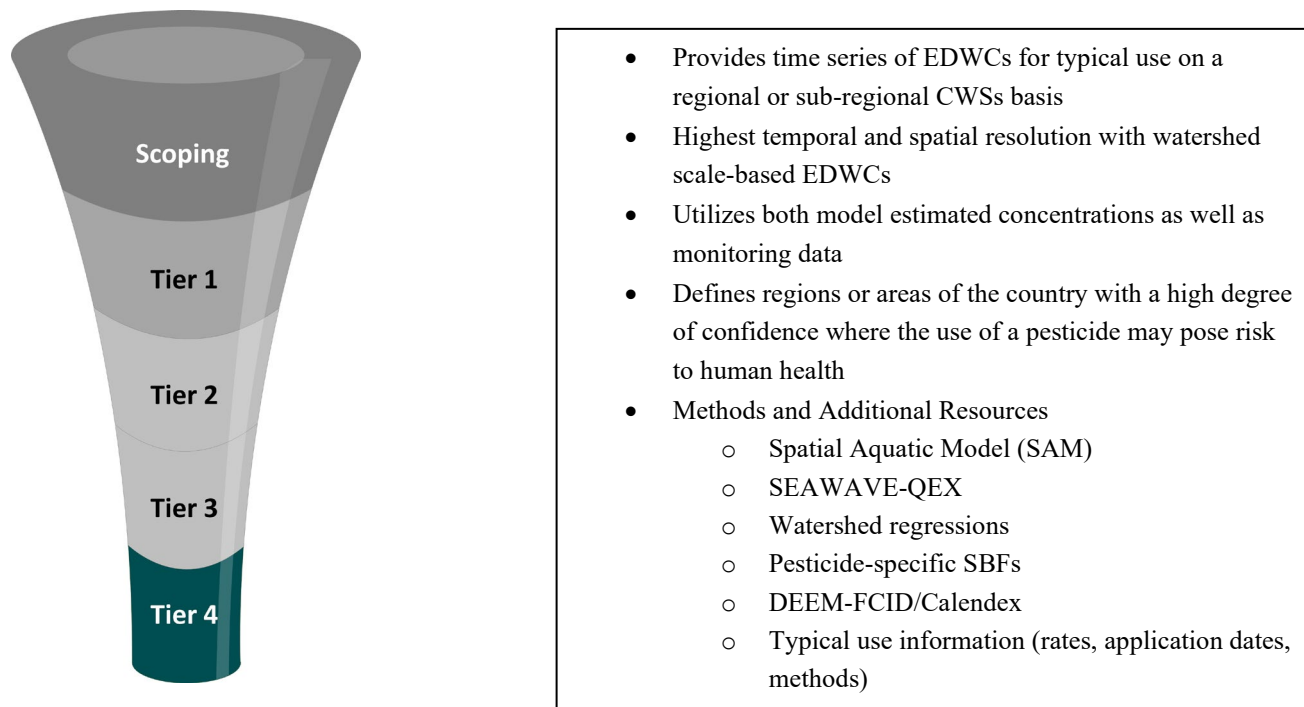 Scoping
Tier 1
Tier 2
Tier 3
Tier 4
• Provides time series of EDWCs for typical use on a
regional or sub-regional CWSs basis
• Highest temporal and spatial resolution with watershed
scale-based EDWCs
• Utilizes both model estimated concentrations as well as
monitoring data
• Defines regions or areas of the country with a high degree
of confidence where the use of a pesticide may pose risk
to human health
• Methods and Additional Resources
o Spatial Aquatic Model (SAM)
o SEAWAVE-QEX
o Watershed regressions
o Pesticide-specific SBFs
o DEEM-FCID/Calendex
o Typical use information (rates, application dates,
methods)